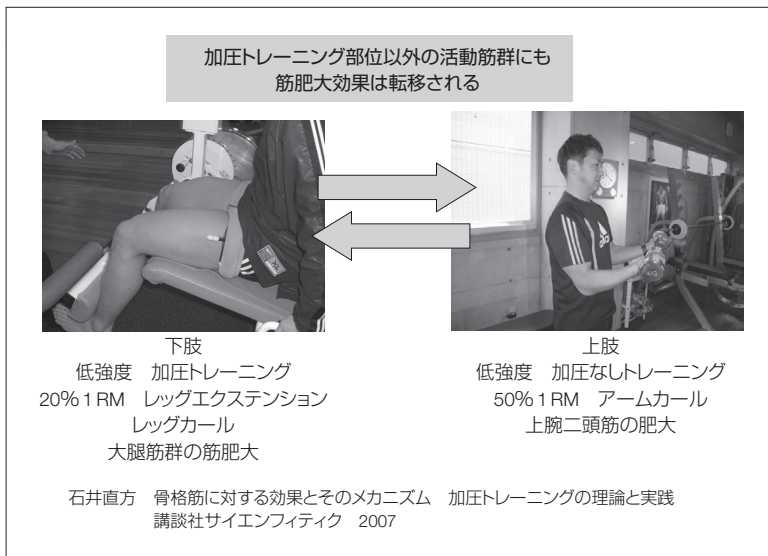 加圧トレーニング部位以外の活動筋群にも
筋肥大効果は転移される
下肢
低強度　加圧トレーニング
20％1RM　レッグエクステンション
レッグカール
大腿筋群の筋肥大
上肢
低強度　加圧なしトレーニング
50％1RM　アームカール
上腕二頭筋の肥大
石井直方　骨格筋に対する効果とそのメカニズム　加圧トレーニングの理論と実践
講談社サイエンフィティク　2007